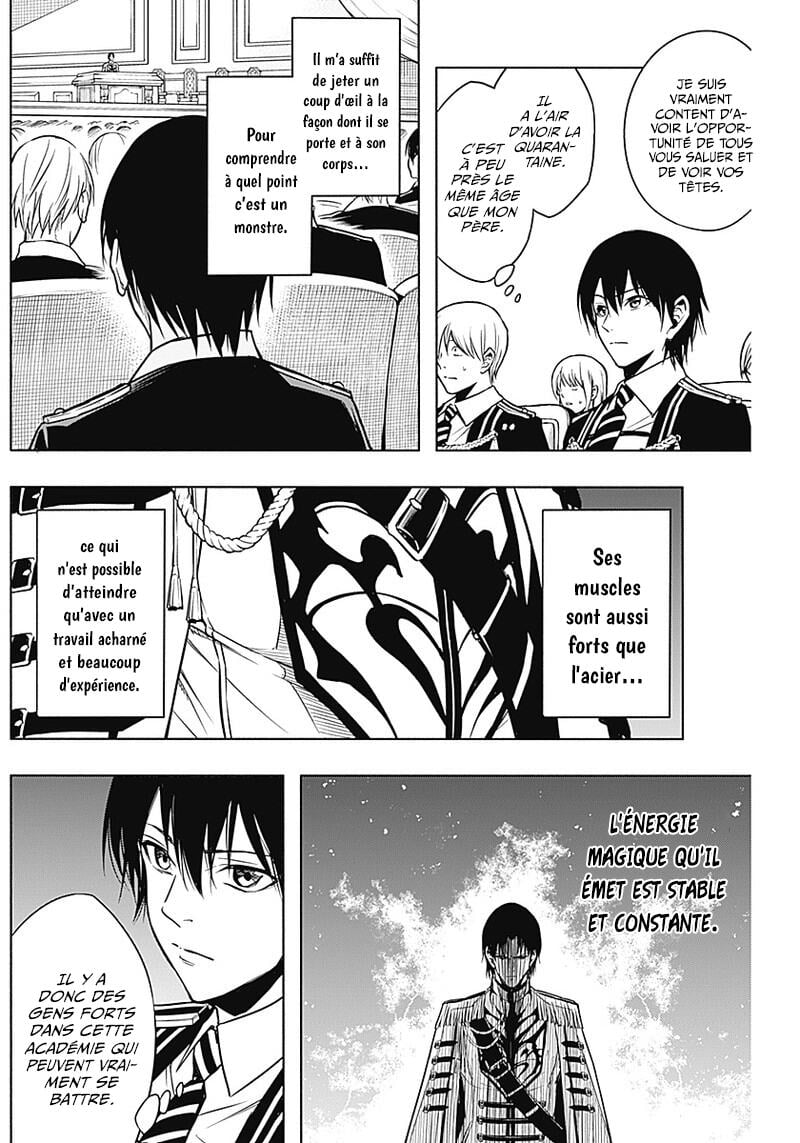 JE SUIS
VRAIMENT
CONTENT D'A-
VOIR L'OPPOR-
TUNITÉ DE TOUS
VOUS SALUER ET
DE VOIR VOS
TÊTES.
IL
A L'AIR
D'AVOIR LA
QUARAN-
TAINE.
C'EST
À PEU
PRÈS LE
MÊME ÂGE
QUE MON
PÈRE.
Il m'a suffit
de jeter un
coup d'œil à la
façon dont il se
porte et à son
corps...
Pour
comprendre
à quel point
c'est un
monstre.
Ses
muscles
sont aussi
forts que
l'acier...
ce qui
n'est possible
d'atteindre
qu'avec un
travail acharné
et beaucoup
d'expérience.
L'ÉNERGIE
MAGIQUE QU'IL
ÉMET EST STABLE
ET CONSTANTE.
IL Y A
DONC DES
GENS FORTS
DANS CETTE
ACADÉMIE QUI
PEUVENT VRAI-
MENT SE
BATTRE.